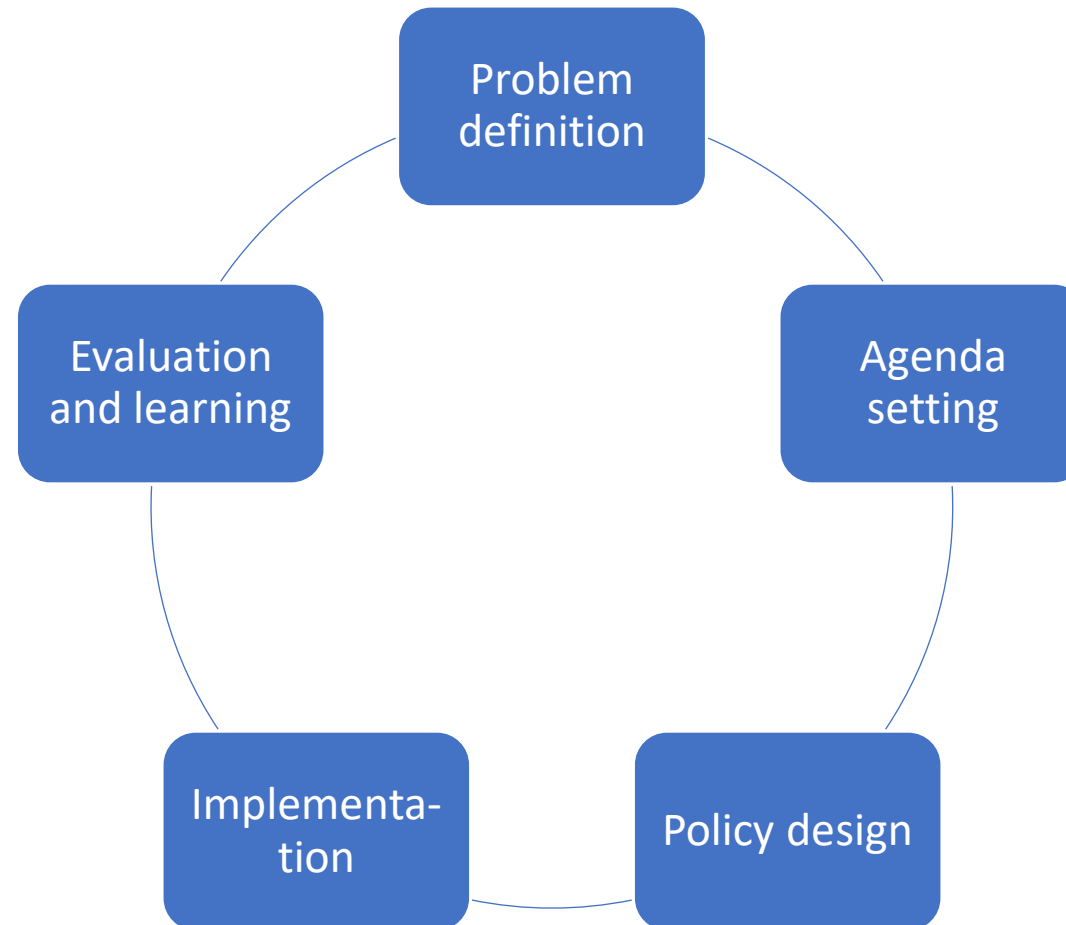 Problem
definition
Agenda
setting
Policy design
Implementa-
tion
Evaluation
and learning